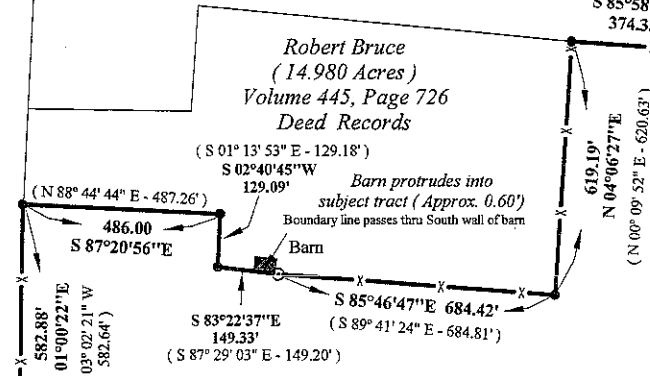 S 85°58'
374.3
Robert Bruce
( 14.980 Acres )
Volume 445, Page 726
Deed Records
( S 01° 13' 53" E - 129.18' )
S 02°40'45"W
129.09'
Barn protrudes into
subject tract ( Approx. 0.60' )
Boundary line passes thru South wall of barn
Barn
( N 88° 44' 44" E - 487.26' )
486.00
S 87°20'56"E
619.19'
N 04°06'27"E
( N 00° 09' 52" E - 620.63' )
S 85°46'47"E 684.42'
( S 89° 41' 24" E - 684.81' )
S 83°22'37"E
149.33'
( S 87° 29' 03" E - 149.20' )
582.88'
01°00'22"E
03° 02' 21" W
582.64' )